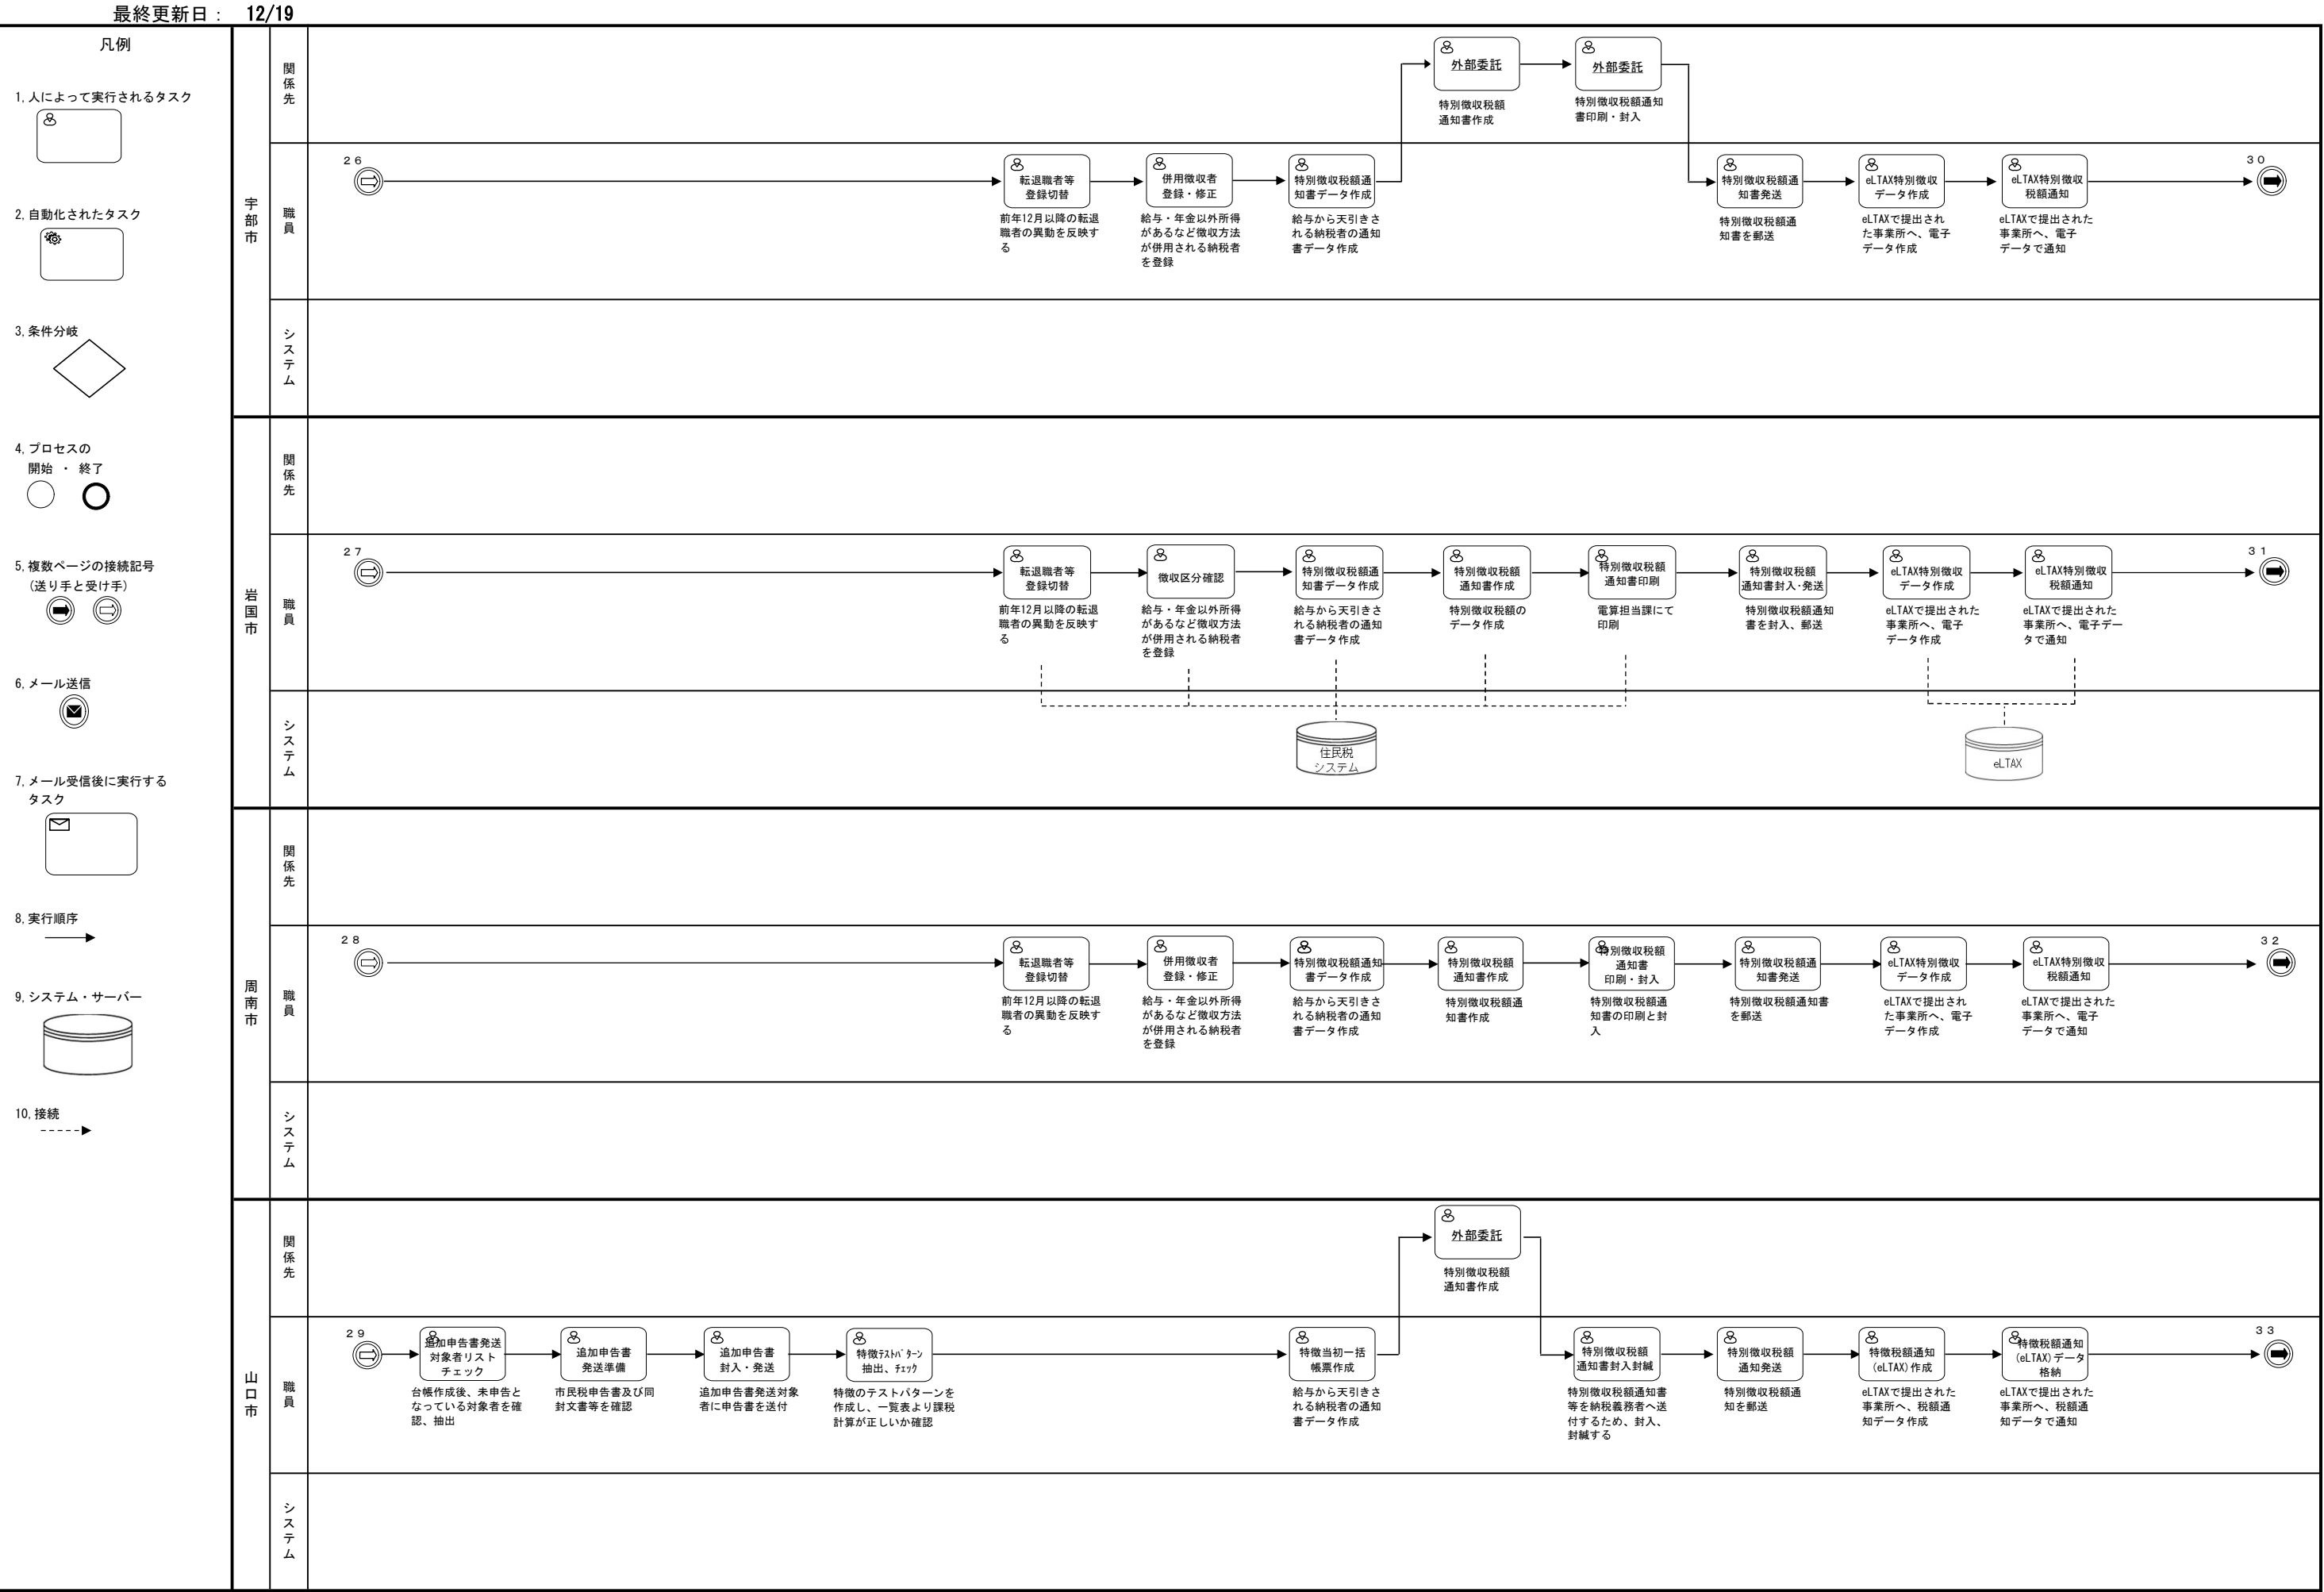 最終更新日： 12/19
凡例
1,人によって実行されるタスク
2,自動化されたタスク
3,条件分岐
4,プロセスの
開始 ・ 終了
5,複数ページの接続記号
(送り手と受け手)
6,メール送信
7,メール受信後に実行する
タスク
8,実行順序
9,システム・サーバー
10,接続
宇部市
関係先
外部委託
特別徴収税額
通知書作成
外部委託
特別徴収税額通知
書印刷・封入
職員
２６
転退職者等
登録切替
前年12月以降の転退
職者の異動を反映す
る
併用徴収者
登録・修正
給与・年金以外所得
があるなど徴収方法
が併用される納税者
を登録
特別徴収税額通
知書データ作成
給与から天引きさ
れる納税者の通知
書データ作成
特別徴収税額通
知書発送
特別徴収税額通
知書を郵送
eLTAX特別徴収
データ作成
eLTAXで提出され
た事業所へ、電子
データ作成
eLTAX特別徴収
税額通知
eLTAXで提出された
事業所へ、電子
データで通知
３０
システム
岩国市
関係先
職員
２７
転退職者等
登録切替
前年12月以降の転退
職者の異動を反映す
る
徴収区分確認
給与・年金以外所得
があるなど徴収方法
が併用される納税者
を登録
特別徴収税額通
知書データ作成
給与から天引きさ
れる納税者の通知
書データ作成
特別徴収税額
通知書作成
特別徴収税額の
データ作成
特別徴収税額
通知書印刷
電算担当課にて
印刷
特別徴収税額
通知書封入･発送
特別徴収税額通知
書を封入、郵送
eLTAX特別徴収
データ作成
eLTAXで提出された
事業所へ、電子
データ作成
eLTAX特別徴収
税額通知
eLTAXで提出された
事業所へ、電子デー
タで通知
３１
システム
住民税
システム
eLTAX
周南市
関係先
職員
２８
転退職者等
登録切替
前年12月以降の転退
職者の異動を反映す
る
併用徴収者
登録・修正
給与・年金以外所得
があるなど徴収方法
が併用される納税者
を登録
特別徴収税額通知
書データ作成
給与から天引きさ
れる納税者の通知
書データ作成
特別徴収税額
通知書作成
特別徴収税額通
知書作成
特別徴収税額
通知書
印刷・封入
特別徴収税額通
知書の印刷と封
入
特別徴収税額通
知書発送
特別徴収税額通知書
を郵送
eLTAX特別徴収
データ作成
eLTAXで提出され
た事業所へ、電子
データ作成
eLTAX特別徴収
税額通知
eLTAXで提出された
事業所へ、電子
データで通知
３２
システム
山口市
関係先
外部委託
特別徴収税額
通知書作成
職員
２９
追加申告書発送
対象者リスト
チェック
台帳作成後、未申告と
なっている対象者を確
認、抽出
追加申告書
発送準備
市民税申告書及び同
封文書等を確認
追加申告書
封入・発送
追加申告書発送対象
者に申告書を送付
特徴ﾃｽﾄﾊﾟﾀｰﾝ
抽出、ﾁｪｯｸ
特徴のテストパターンを
作成し、一覧表より課税
計算が正しいか確認
特徴当初一括
帳票作成
給与から天引きさ
れる納税者の通知
書データ作成
特別徴収税額
通知書封入封緘
特別徴収税額通知書
等を納税義務者へ送
付するため、封入、
封緘する
特別徴収税額
通知発送
特別徴収税額通
知を郵送
特徴税額通知
(eLTAX)作成
eLTAXで提出された
事業所へ、税額通
知データ作成
特徴税額通知
(eLTAX)データ
格納
eLTAXで提出された
事業所へ、税額通
知データで通知
３３
システム